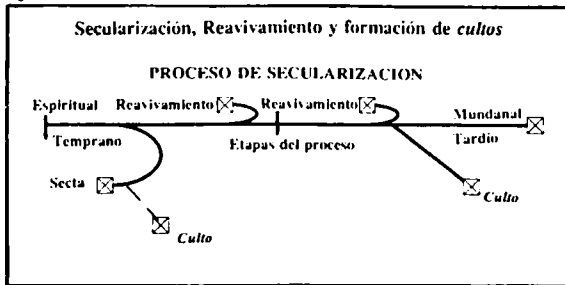 Secularización, Reavivamiento y formación de cultos
PROCESO DE SECULARIZACION
Espiritual
Reavivamiento
Reavivamiento
Mundanal
Temprano
Etapas del proceso
Tardío
Secta
Culto
Culto